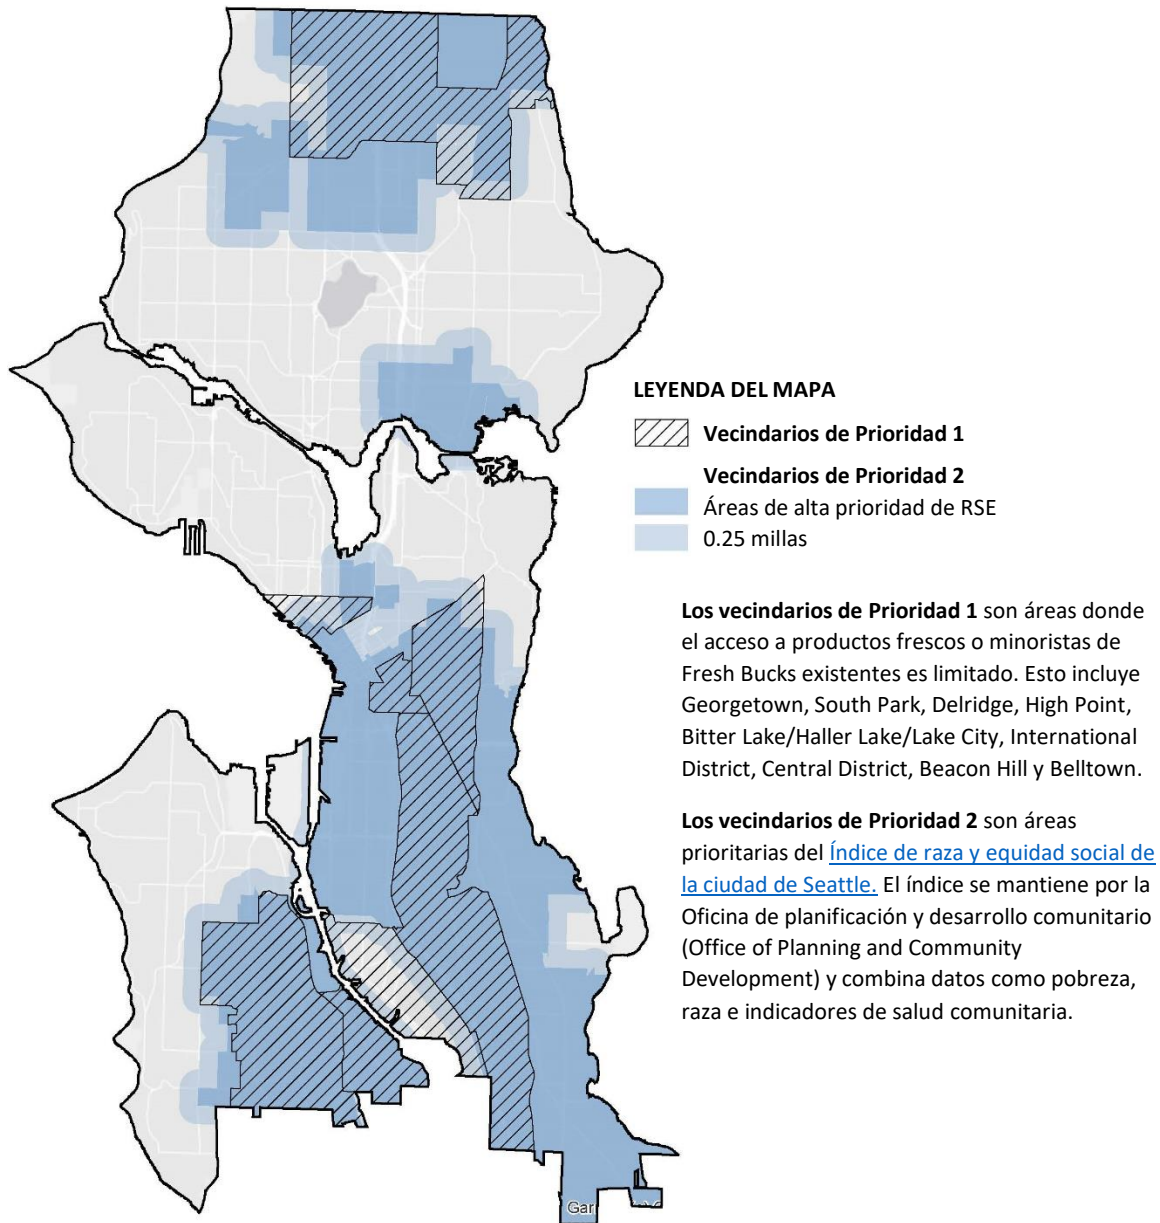 LEYENDA DEL MAPA
Vecindarios de Prioridad 1
Vecindarios de Prioridad 2
Áreas de alta prioridad de RSE
0.25 millas
Los vecindarios de Prioridad 1 son áreas donde
el acceso a productos frescos o minoristas de
Fresh Bucks existentes es limitado. Esto incluye
Georgetown, South Park, Delridge, High Point,
Bitter Lake/Haller Lake/Lake City, International
District, Central District, Beacon Hill y Belltown.
Los vecindarios de Prioridad 2 son áreas
prioritarias del Índice de raza y equidad social de
la ciudad de Seattle. El índice se mantiene por la
Oficina de planificación y desarrollo comunitario
(Office of Planning and Community
Development) y combina datos como pobreza,
raza e indicadores de salud comunitaria.
Gar